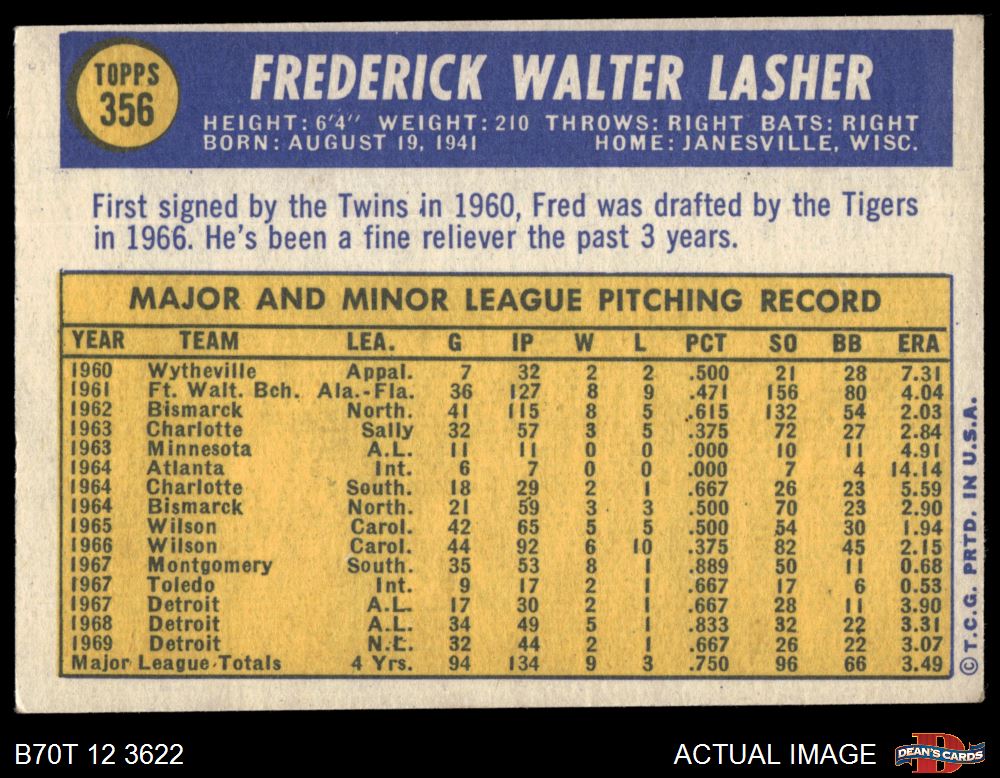 TOPPS
356
FREDERICK WALTER LASHER
HEIGHT: 6'4" WEIGHT: 210 THROWS: RIGHT BATS: RIGHT
BORN: AUGUST 19, 1941 HOME: JANESVILLE, WISC.
First signed by the Twins in 1960, Fred was drafted by the Tigers
in 1966. He's been a fine reliever the past 3 years.
MAJOR AND MINOR LEAGUE PITCHING RECORD
YEAR TEAM LEA. G IP W L PCT SO BB ERA
1960 Wytheville Appal. 7 32 2 2 .500 21 28 7.31
1961 Ft. Walt. Bch. Ala.-Fla. 36 127 8 9 .471 156 80 4.04
1962 Bismarck North. 41 115 8 5 .615 132 54 2.03
1963 Charlotte Sally 32 57 3 5 .375 72 27 2.84
1963 Minnesota A.L. 11 11 0 0 .000 10 11 4.91
1964 Atlanta Int. 6 7 0 0 .000 7 4 14.14
1964 Charlotte South. 18 29 2 1 .667 26 23 5.59
1964 Bismarck North. 21 59 3 3 .500 70 23 2.90
1965 Wilson Carol. 42 65 5 5 .500 54 30 1.94
1966 Wilson Carol. 44 92 6 10 .375 82 45 2.15
1967 Montgomery South. 35 53 8 1 .889 50 11 0.68
1967 Toledo Int. 9 17 2 1 .667 17 6 0.53
1967 Detroit A.L. 17 30 2 1 .667 28 11 3.90
1968 Detroit A.L. 34 49 5 1 .833 32 22 3.31
1969 Detroit N.L. 32 44 2 1 .667 26 22 3.07
Major League Totals 4 Yrs. 94 134 9 3 .750 96 66 3.49
© T.C.G. PRTD. IN U.S.A.
B70T 12 3622
ACTUAL IMAGE
DEAN'S CARDS